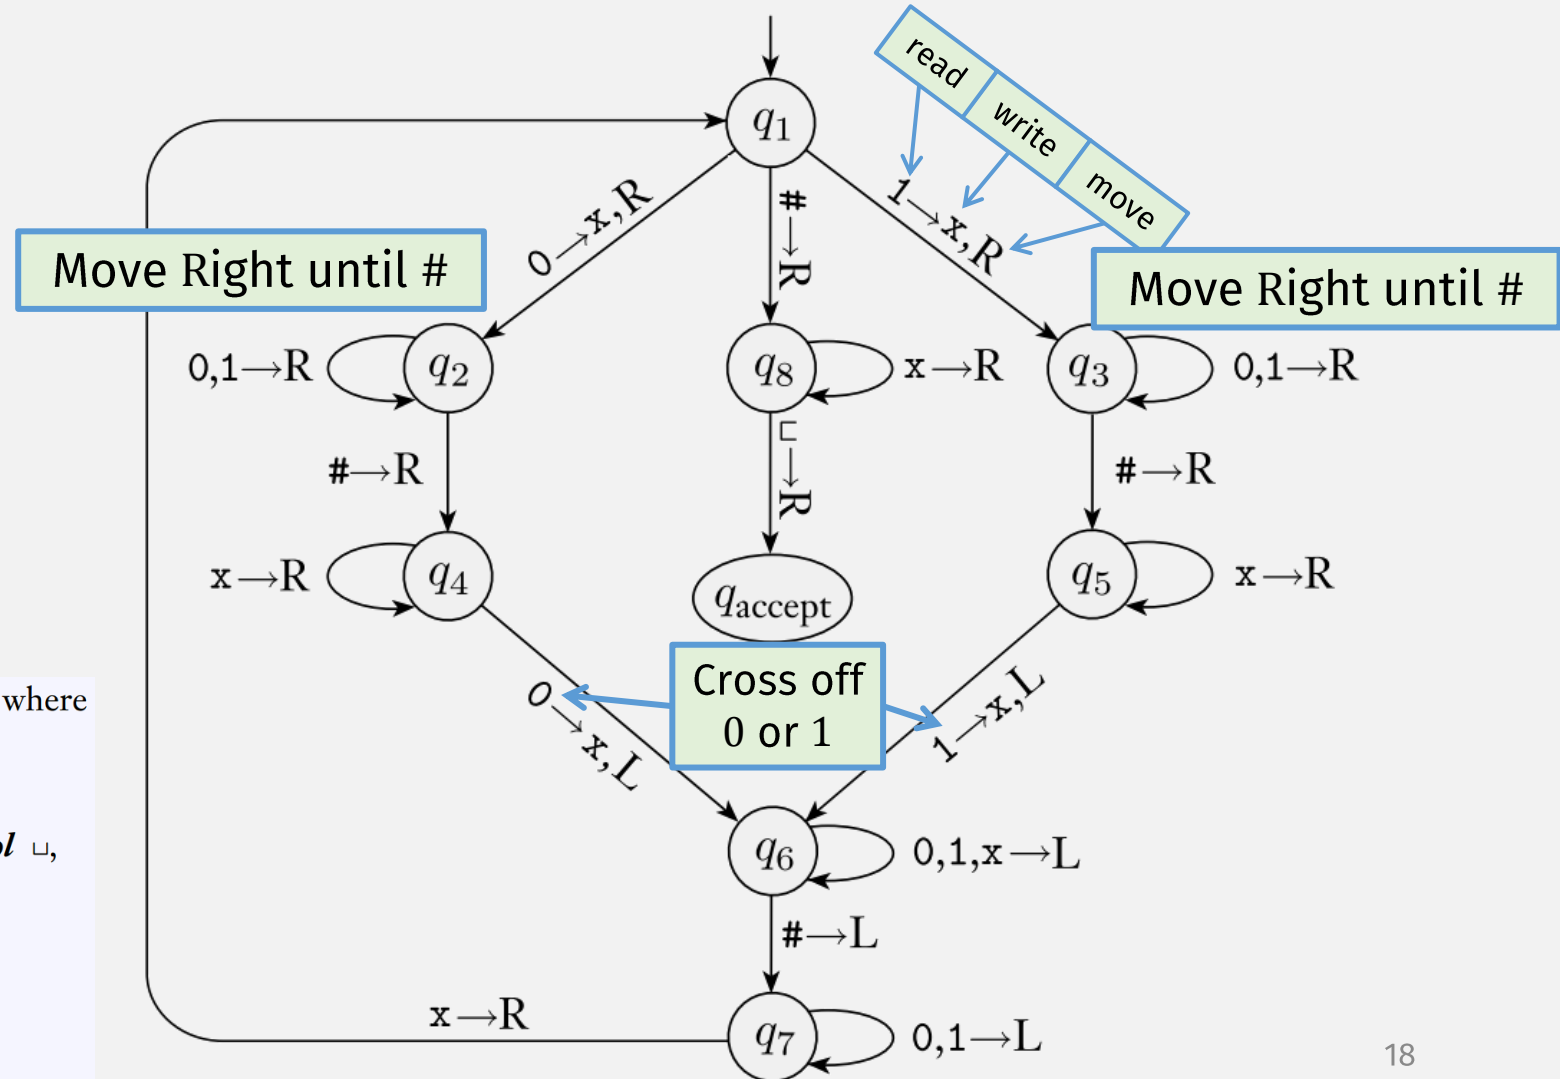 q1
read
write
move
0→x,R
#→R
1→x,R
Move Right until #
Move Right until #
0,1→R
q2
q8
x→R
q3
0,1→R
#→R
⊔→R
#→R
x→R
q4
qaccept
q5
x→R
where
Cross off
0 or 1
0→x,L
1→x,L
ol ⊔,
q6
0,1,x→L
#→L
x→R
q7
0,1→L
18